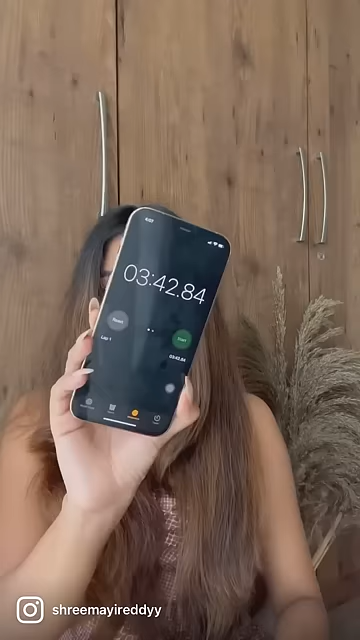 03:42.84
Reset
Start
Lap 1
03:42.84
shreemayireddyy